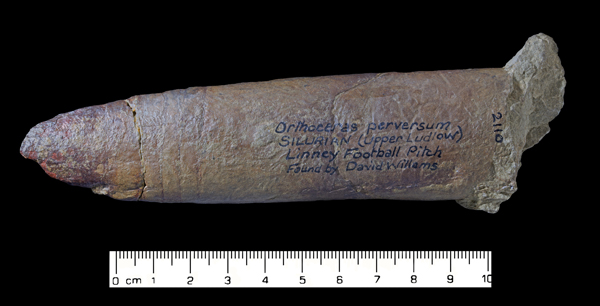 Orthoceras perversum
SILURIAN (Upper Ludlow)
Linney Football Pitch
Found by David Williams
2110
0 cm 1 2 3 4 5 6 7 8 9 10